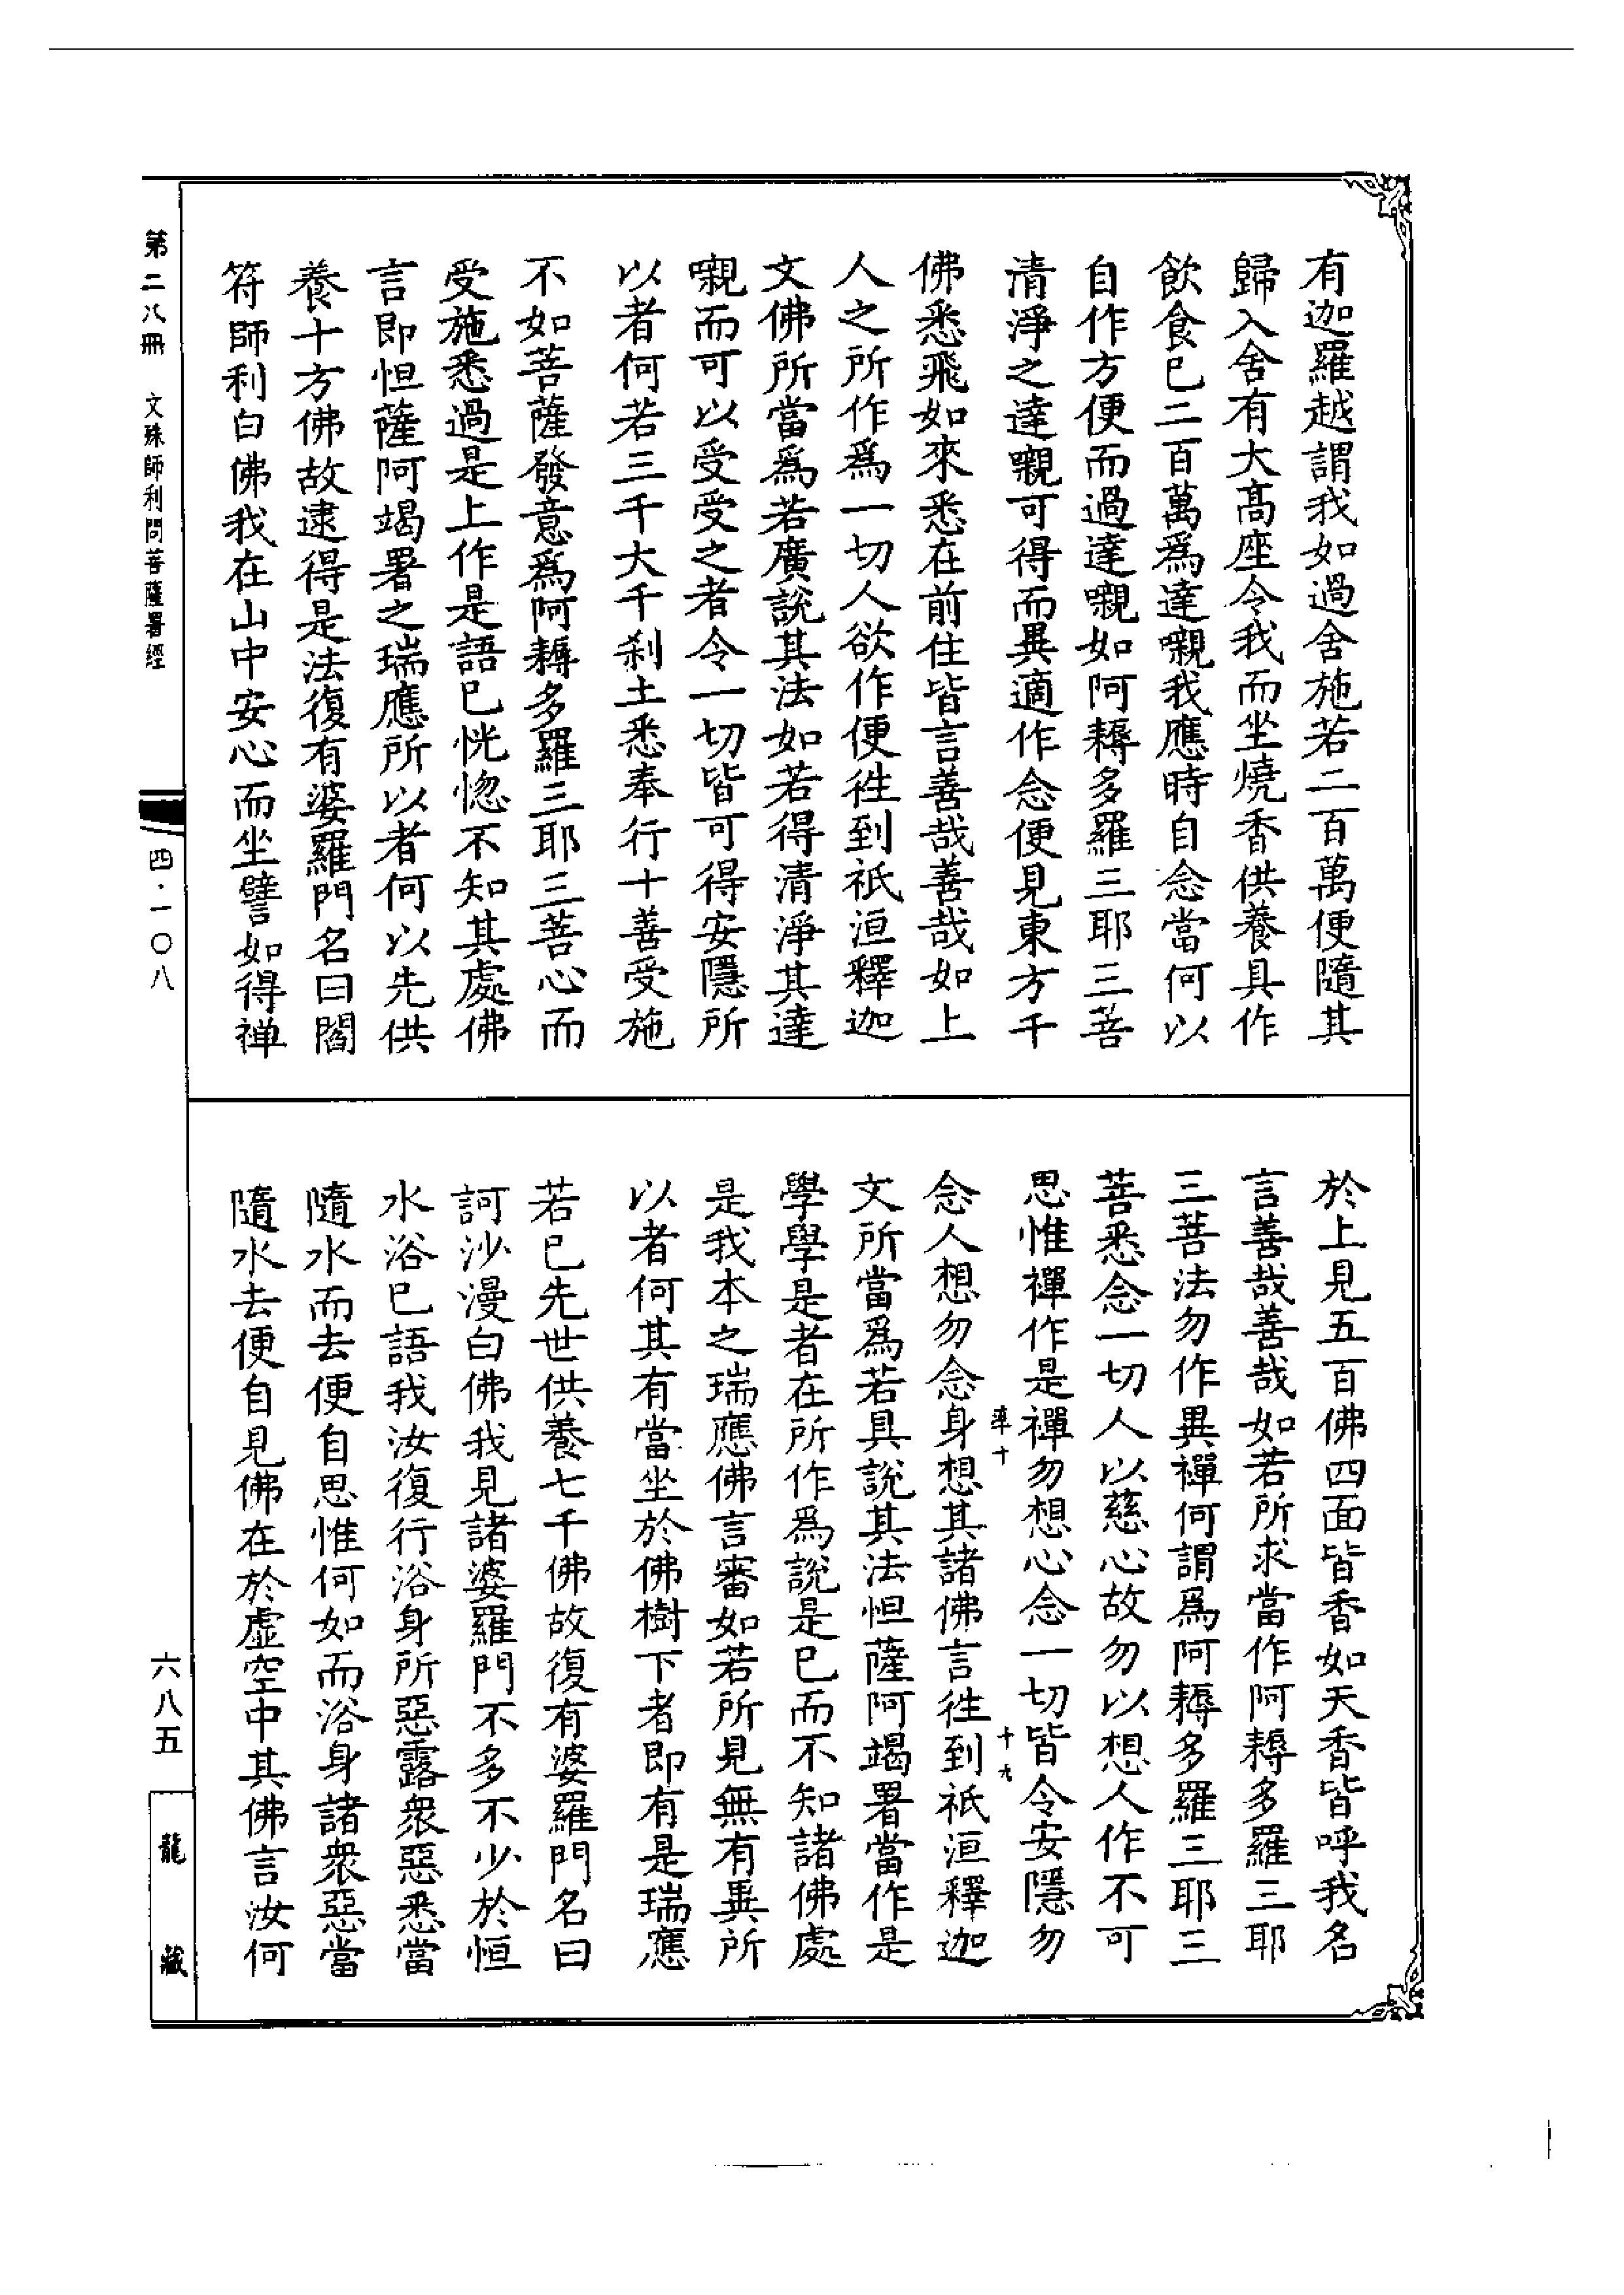 有迦羅越謂我如過舍施若二百萬便隨其
歸入舍有大高座令我而坐燒香供養具作
飲食已二百萬為達嚫我應時自念當何以
自作方便而過達嚫如阿耨多羅三耶三菩
清淨之達嚫可得而異適作念便見東方千
佛悉飛如來悉在前住皆言善哉善哉如上
人之所作為一切人欲作便徃到祇洹釋迦
文佛所當為若廣說其法如若得清淨其達
嚫而可以受受之者令一切皆可得安隱所
以者何若三千大千剎土悉奉行十善受施
不如菩薩發意為阿耨多羅三耶三菩心而
受施悉過是上作是語已恍惚不知其處佛
言即怛薩阿竭署之瑞應所以者何以先供
養十方佛故逮得是法復有婆羅門名曰闍
符師利白佛我在山中安心而坐譬如得禅
於上見五百佛四面皆香如天香皆呼我名
言善哉善哉如若所求當作阿耨多羅三耶
三菩法勿作異禪何謂為阿耨多羅三耶三
菩悉念一切人以慈心故勿以想人作不可
思惟禪作是禪勿想心念一切皆令安隱勿
念人想勿念身想其諸佛言徃到祇洹釋迦
文所當為若具說其法怛薩阿竭署當作是
學學是者在所作為說是已而不知諸佛處
是我本之瑞應佛言審如若所見無有異所
以者何其有當坐於佛樹下者即有是瑞應
若已先世供養七千佛故復有婆羅門名曰
訶沙漫白佛我見諸婆羅門不多不少於恒
水浴已語我汝復行浴身所惡露衆惡悉當
隨水而去便自思惟何如而浴身諸衆惡當
隨水去便自見佛在於虛空中其佛言汝何
第二八冊 文殊師利問菩薩署經
四·一〇八
六八五
龍藏
十九